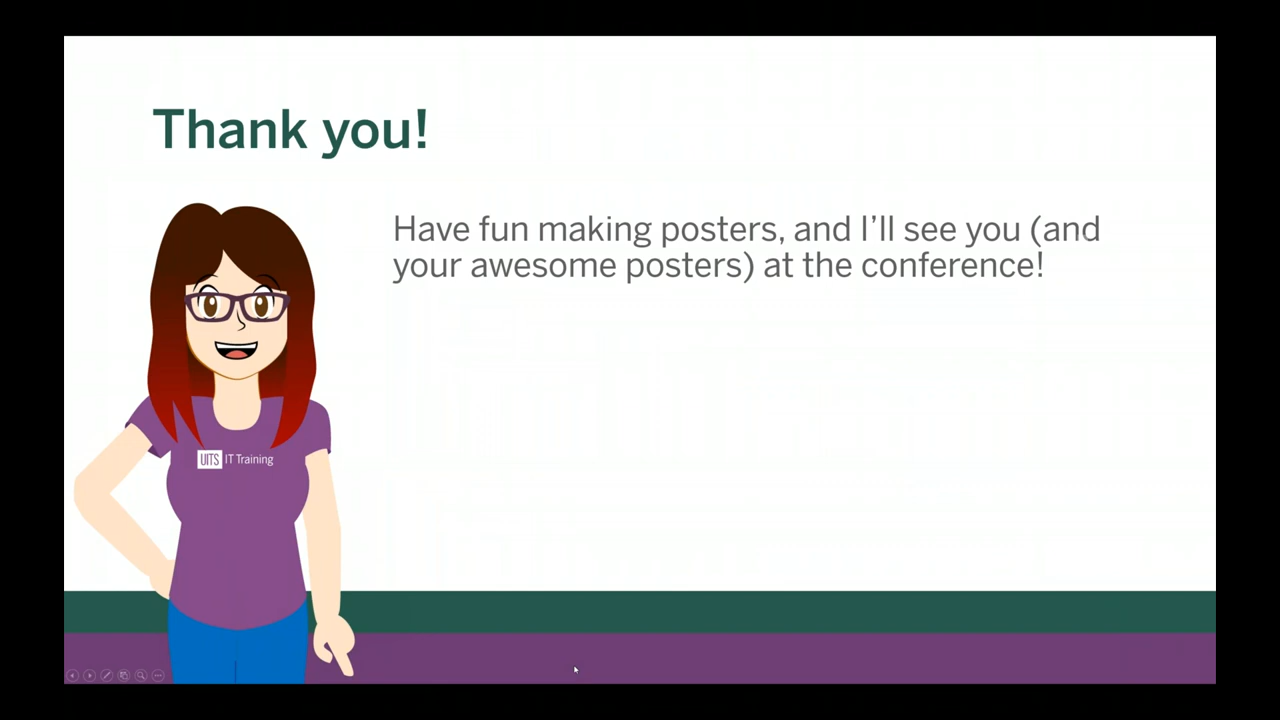 Thank you!
Have fun making posters, and I’ll see you (and
your awesome posters) at the conference!
UITS IT Training